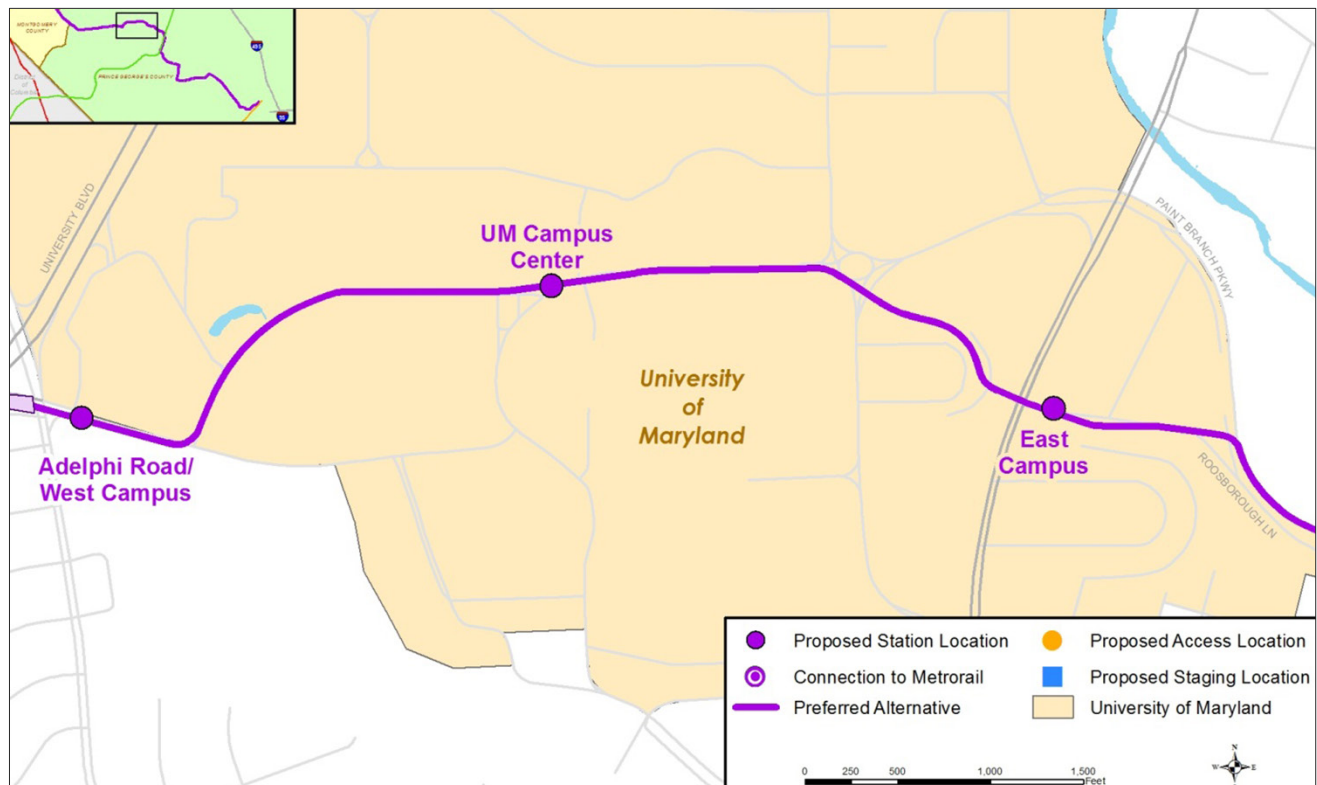 MONTGOMERY
COUNTY
District
of
Columbia
PRINCE GEORGE'S COUNTY
495
UNIVERSITY BLVD
UM Campus
Center
PAINT BRANCH PKWY
University
of
Maryland
Adelphi Road/
West Campus
East
Campus
ROOSBOROUGH LN
Proposed Station Location
Connection to Metrorail
Preferred Alternative
Proposed Access Location
Proposed Staging Location
University of Maryland
0 250 500 1,000 1,500
Feet
N
W E